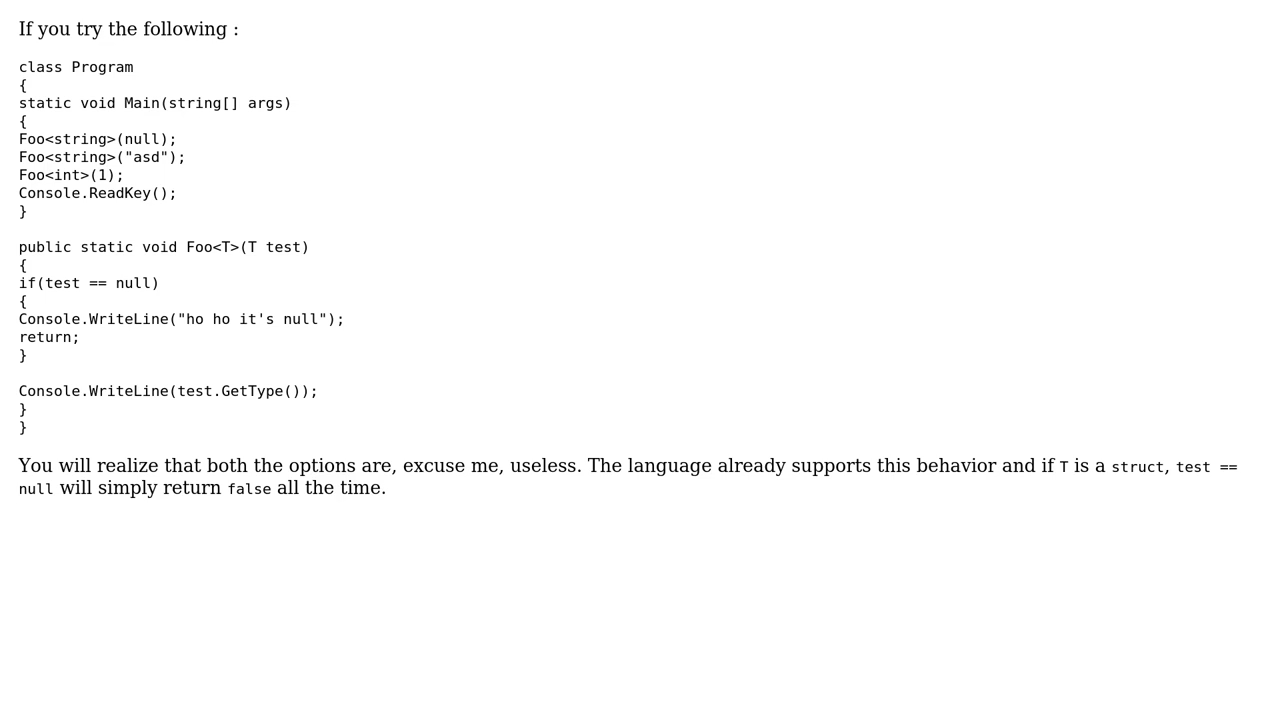 If you try the following :
class Program
{
static void Main(string[] args)
{
Foo<string>(null);
Foo<string>("asd");
Foo<int>(1);
Console.ReadKey();
}
public static void Foo<T>(T test)
{
if(test == null)
{
Console.WriteLine("ho ho it's null");
return;
}
Console.WriteLine(test.GetType());
}
}
You will realize that both the options are, excuse me, useless. The language already supports this behavior and if T is a struct, test ==
null will simply return false all the time.